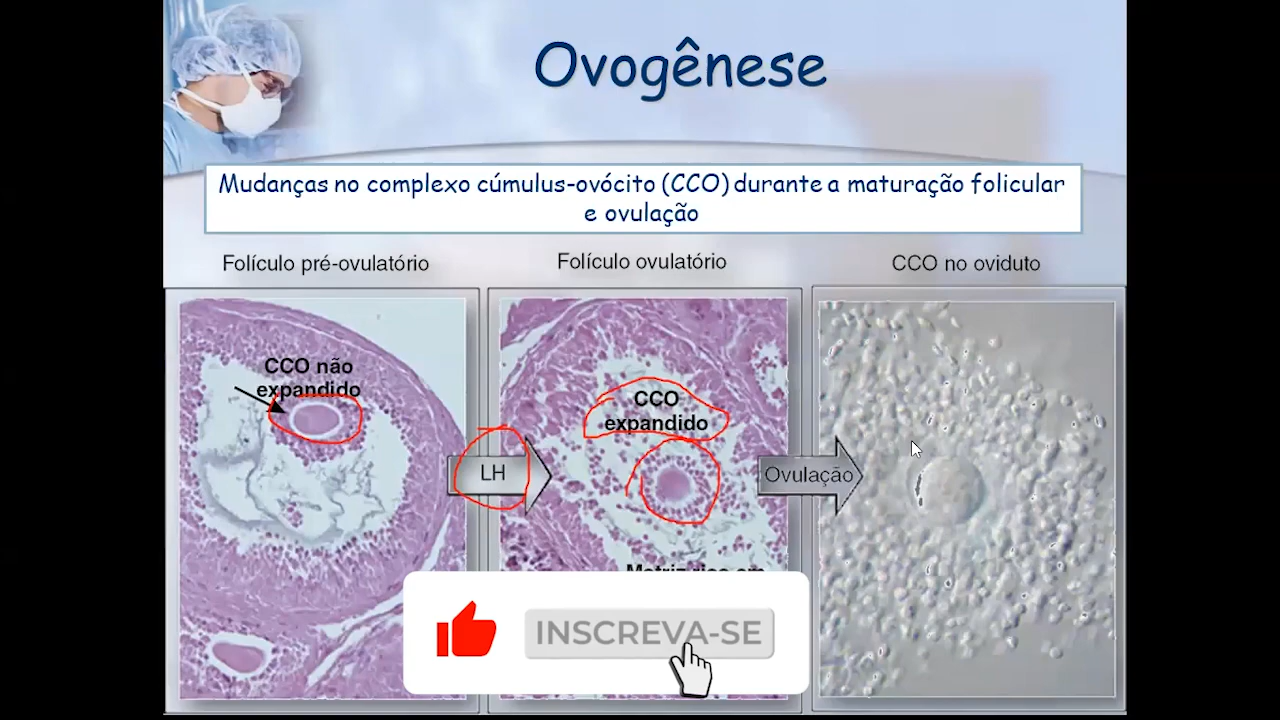 Ovogênese
Mudanças no complexo cúmulus-ovócito (CCO) durante a maturação folicular
e ovulação
Folículo pré-ovulatório
Folículo ovulatório
CCO no oviduto
CCO não
expandido
LH
CCO
expandido
Ovulação
INSCREVA-SE